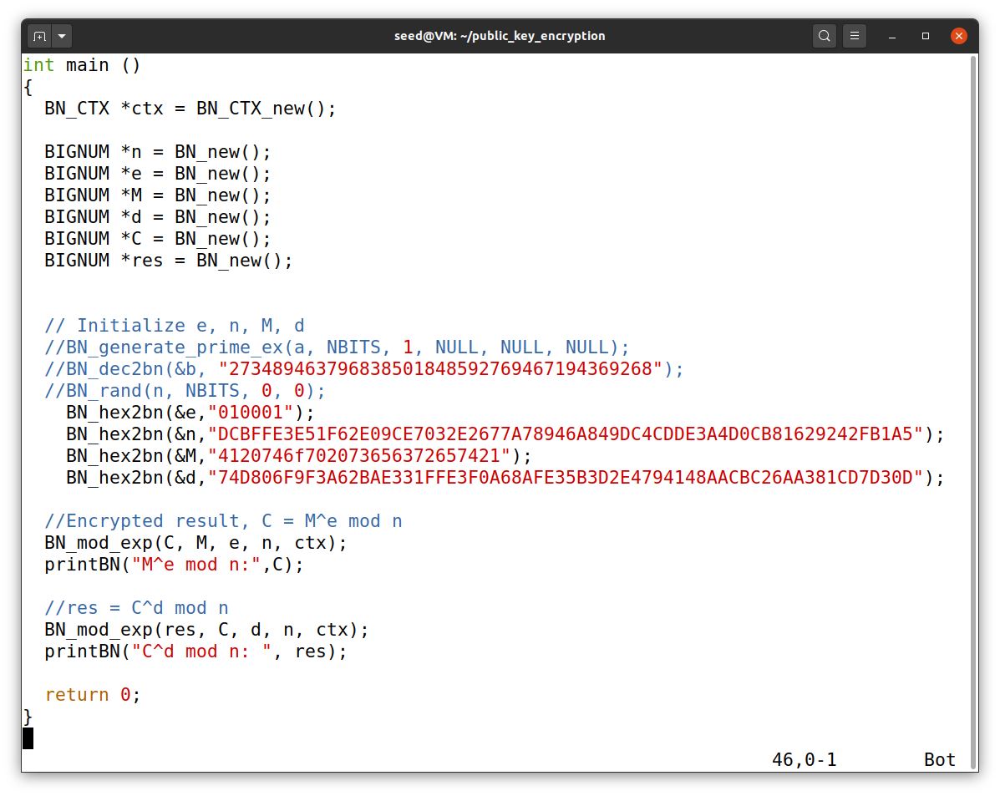 seed@VM: ~/public_key_encryption
int main ()
{
  BN_CTX *ctx = BN_CTX_new();

  BIGNUM *n = BN_new();
  BIGNUM *e = BN_new();
  BIGNUM *M = BN_new();
  BIGNUM *d = BN_new();
  BIGNUM *C = BN_new();
  BIGNUM *res = BN_new();


  // Initialize e, n, M, d
  //BN_generate_prime_ex(a, NBITS, 1, NULL, NULL, NULL);
  //BN_dec2bn(&b, "273489463796838501848592769467194369268");
  //BN_rand(n, NBITS, 0, 0);
    BN_hex2bn(&e,"010001");
    BN_hex2bn(&n,"DCBFFE3E51F62E09CE7032E2677A78946A849DC4CDDE3A4D0CB81629242FB1A5");
    BN_hex2bn(&M,"4120746f702073656372657421");
    BN_hex2bn(&d,"74D806F9F3A62BAE331FFE3F0A68AFE35B3D2E4794148AACBC26AA381CD7D30D");

  //Encrypted result, C = M^e mod n
  BN_mod_exp(C, M, e, n, ctx);
  printBN("M^e mod n:",C);

  //res = C^d mod n
  BN_mod_exp(res, C, d, n, ctx);
  printBN("C^d mod n: ", res);

  return 0;
}
46,0-1 Bot